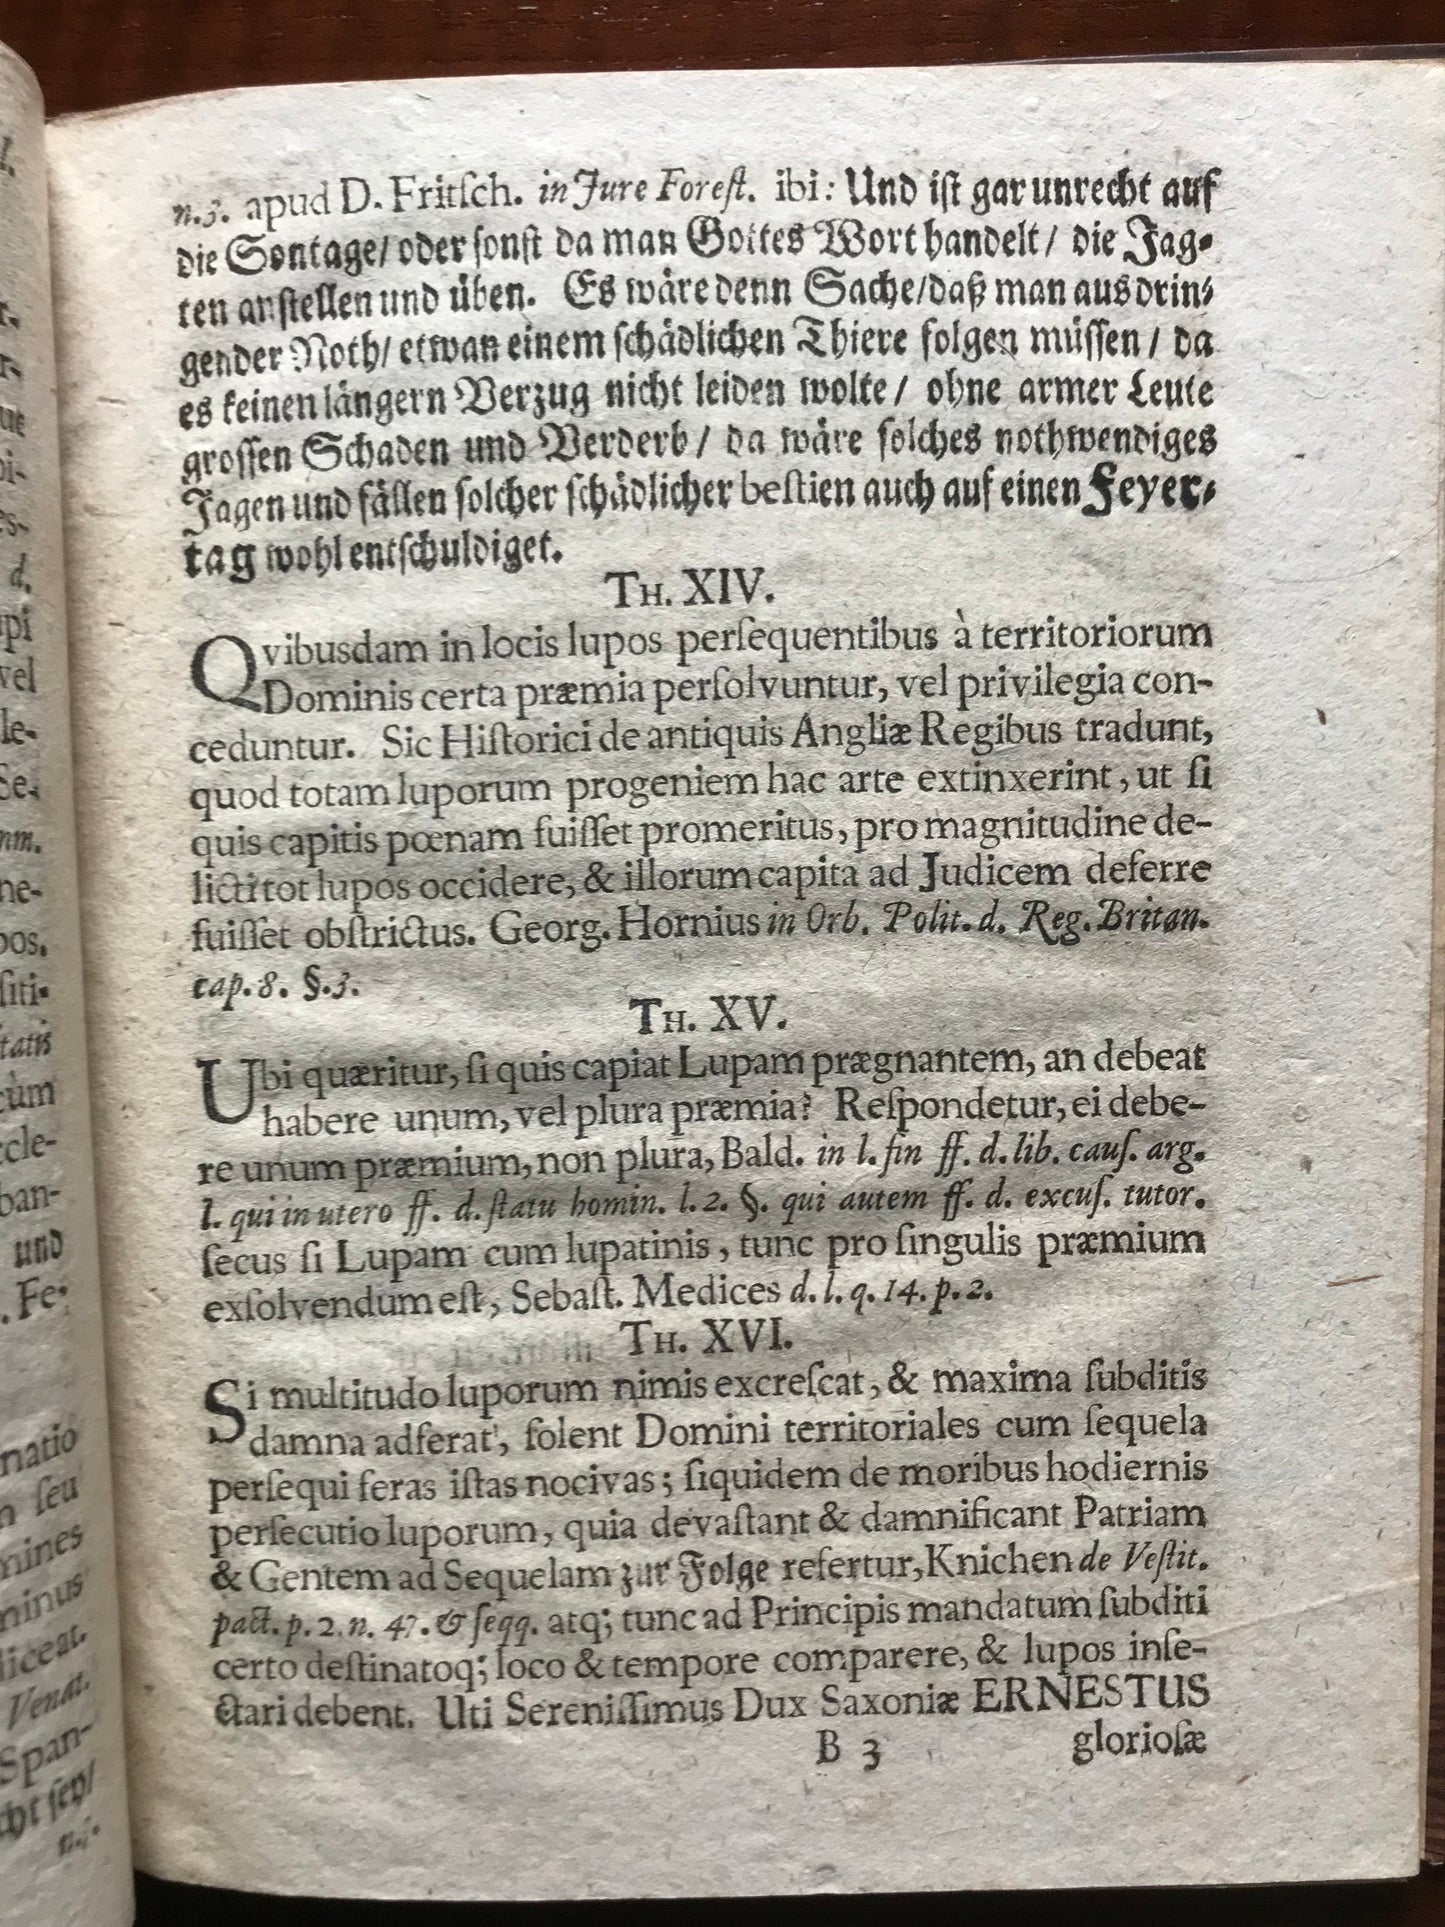 n. 3. apud D. Fritſch. in Jure Foreſt. ibi: Und iſt gar unrecht auf
die Sontage/ oder ſonſt da man Gottes Wort handelt/ die Jag-
ten anſtellen und üben. Es wäre denn Sache/ daß man aus drin-
gender Noth/ etwan einem ſchädlichen Thiere folgen müſſen/ da
es keinen längern Verzug nicht leiden wolte/ ohne armer Leute
groſſen Schaden und Verderb/ da wäre ſolches nothwendiges
Jagen und fällen ſolcher ſchädlicher beſtien auch auf einen Feyer-
tag wohl entſchuldiget.
TH. XIV.
Qvibusdam in locis lupos perſequentibus à territoriorum
Dominis certa præmia perſolvuntur, vel privilegia con-
ceduntur. Sic Hiſtorici de antiquis Angliæ Regibus tradunt,
quod totam luporum progeniem hac arte extinxerint, ut ſi
quis capitis pœnam fuiſſet promeritus, pro magnitudine de-
licti tot lupos occidere, & illorum capita ad Judicem deferre
fuiſſet obſtrictus. Georg. Hornius in Orb. Polit. d. Reg. Britan.
cap. 8. §. 3.
TH. XV.
Ubi quæritur, ſi quis capiat Lupam prægnantem, an debeat
habere unum, vel plura præmia? Reſpondetur, ei debe-
re unum præmium, non plura, Bald. in l. fin ff. d. lib. cauſ. arg.
l. qui in utero ff. d. ſtatu homin. l. 2. §. qui autem ff. d. excuſ. tutor.
ſecus ſi Lupam cum lupatinis, tunc pro ſingulis præmium
exſolvendum eſt, Sebaſt. Medices d. l. q. 14. p. 2.
TH. XVI.
Si multitudo luporum nimis excreſcat, & maxima ſubditis
damna adferat, ſolent Domini territoriales cum ſequela
perſequi feras iſtas nocivas; ſiquidem de moribus hodiernis
perſecutio luporum, quia devaſtant & damnificant Patriam
& Gentem ad Sequelam zur Folge refertur, Knichen de Veſtit.
pact. p. 2. n. 47. & ſeqq. atq; tunc ad Principis mandatum ſubditi
certo deſtinatoq; loco & tempore comparere, & lupos inſe-
ctari debent. Uti Sereniſſimus Dux Saxoniæ ERNESTUS
B 3 glorioſæ